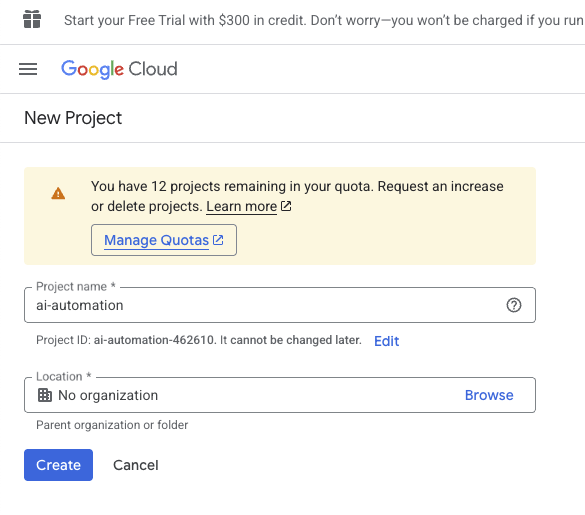 Start your Free Trial with $300 in credit. Don’t worry—you won’t be charged if you run
Google Cloud
New Project
You have 12 projects remaining in your quota. Request an increase
or delete projects. Learn more
Manage Quotas
Project name *
ai-automation
Project ID: ai-automation-462610. It cannot be changed later. Edit
Location *
No organization Browse
Parent organization or folder
Create Cancel